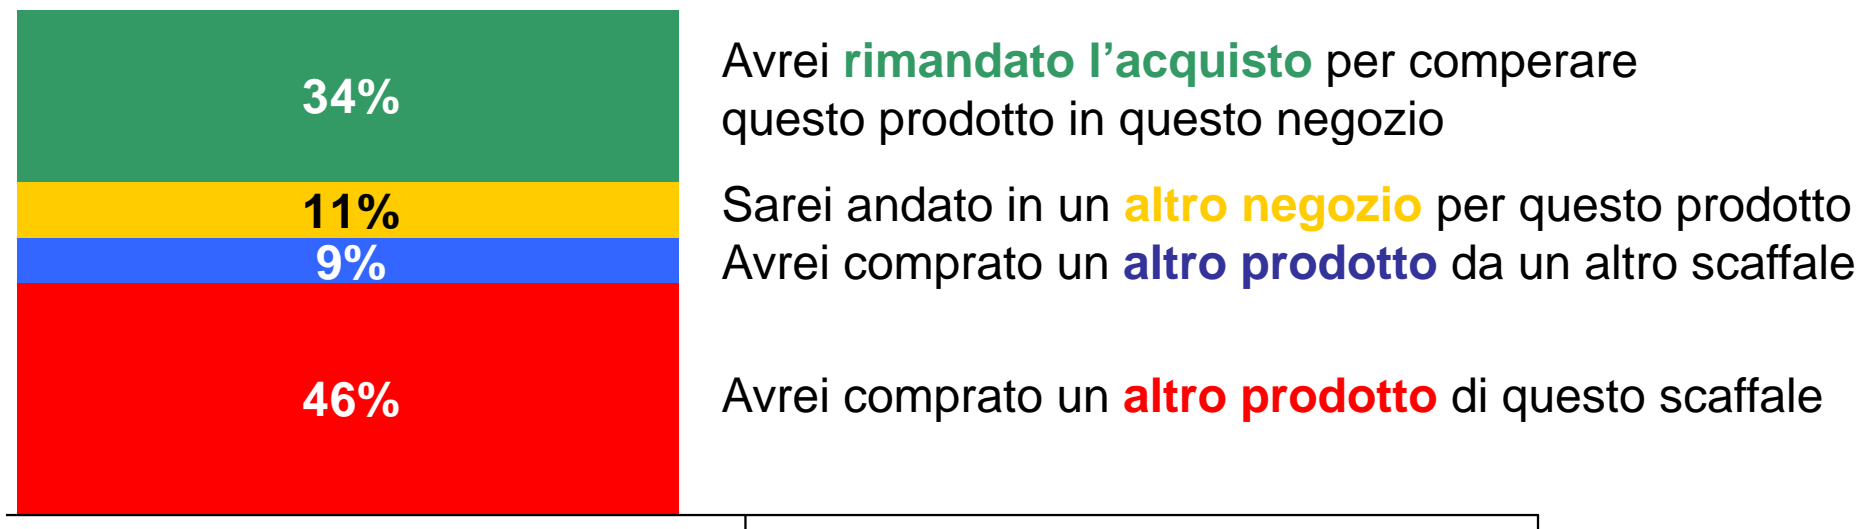 34%
Avrei rimandato l’acquisto per comperare
questo prodotto in questo negozio
11%
Sarei andato in un altro negozio per questo prodotto
9%
Avrei comprato un altro prodotto da un altro scaffale
46%
Avrei comprato un altro prodotto di questo scaffale